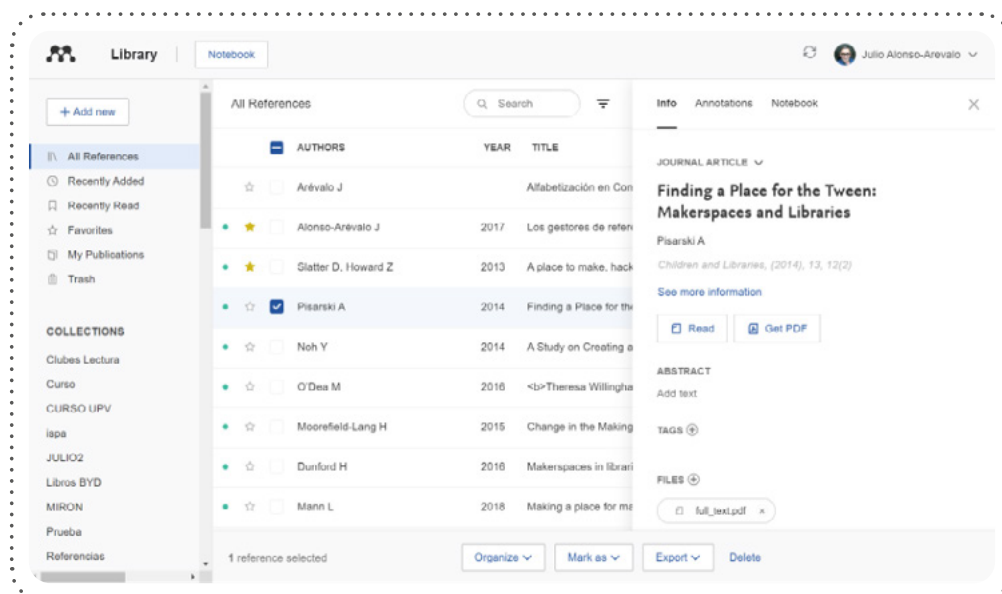 Library
Notebook
Julio Alonso-Arevalo
+ Add new
All References
Recently Added
Recently Read
Favorites
My Publications
Trash
COLLECTIONS
Clubes Lectura
Curso
CURSO UPV
iapa
JULIO2
Libros BYD
MIRON
Prueba
Referencias
All References
Search
AUTHORS YEAR TITLE
Arévalo J Alfabetización en Con
Alonso-Arévalo J 2017 Los gestores de refere
Slatter D, Howard Z 2013 A place to make, hack
Pisarski A 2014 Finding a Place for the
Noh Y 2014 A Study on Creating a
O'Dea M 2016 <b>Theresa Willingha
Moorefield-Lang H 2015 Change in the Making
Dunford H 2016 Makerspaces in librari
Mann L 2018 Making a place for ma
Info Annotations Notebook
JOURNAL ARTICLE
Finding a Place for the Tween:
Makerspaces and Libraries
Pisarski A
Children and Libraries, (2014), 13, 12(2)
See more information
Read Get PDF
ABSTRACT
Add text
TAGS
FILES
full_text.pdf ×
1 reference selected
Organize Mark as Export Delete